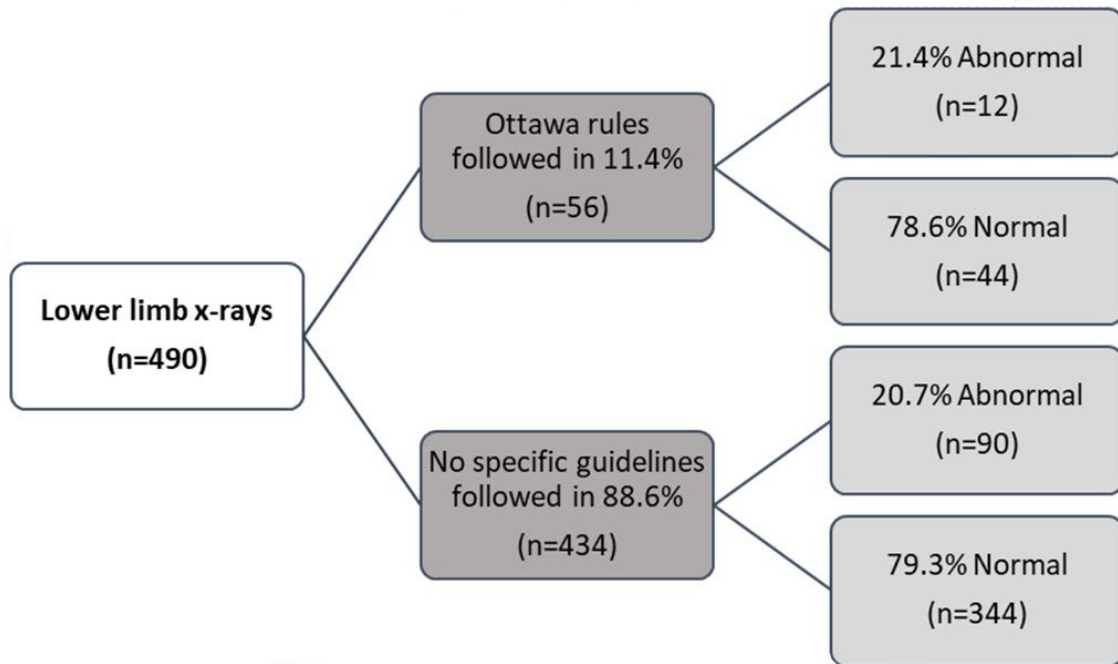 Lower limb x-rays
(n=490)
Ottawa rules
followed in 11.4%
(n=56)
No specific guidelines
followed in 88.6%
(n=434)
21.4% Abnormal
(n=12)
78.6% Normal
(n=44)
20.7% Abnormal
(n=90)
79.3% Normal
(n=344)